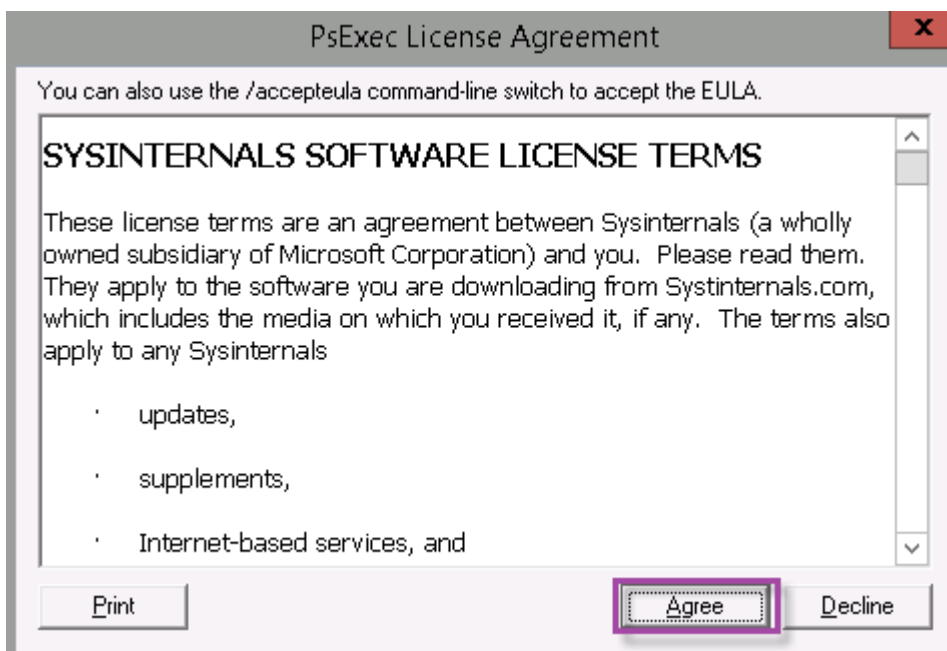 PsExec License Agreement
x
You can also use the /accepteula command-line switch to accept the EULA.
SYSINTERNALS SOFTWARE LICENSE TERMS
These license terms are an agreement between Sysinternals (a wholly
owned subsidiary of Microsoft Corporation) and you.  Please read them.
They apply to the software you are downloading from Systinternals.com,
which includes the media on which you received it, if any.  The terms also
apply to any Sysinternals
· updates,
· supplements,
· Internet-based services, and
Print Agree Decline